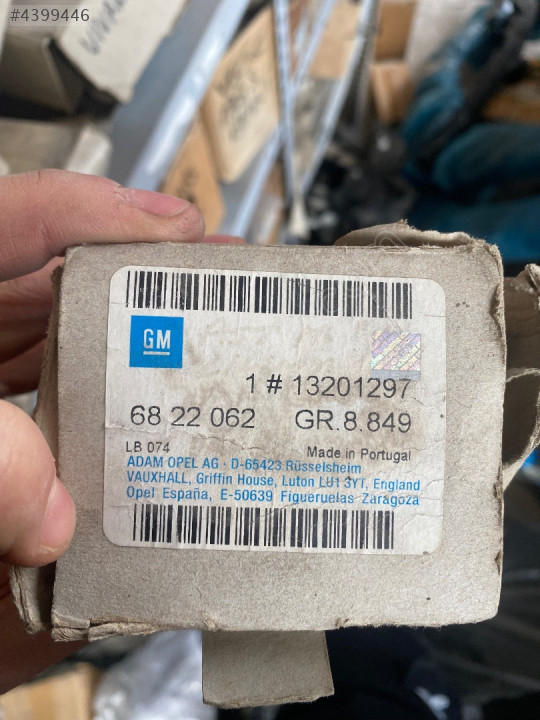 #4399446
GM
1 # 13201297
68 22 062 GR.8.849
LB 074 Made in Portugal
ADAM OPEL AG · D-65423 Rüsselsheim
VAUXHALL, Griffin House, Luton LU1 3YT, England
Opel España, E-50639 Figueruelas Zaragoza